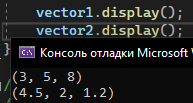 vector1.display();
vector2.display();
Консоль отладки Microsoft
(3, 5, 8)
(4.5, 2, 1.2)